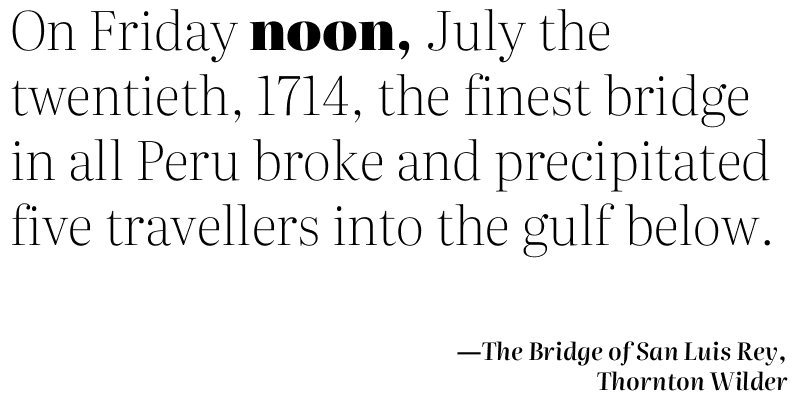 On Friday noon, July the
twentieth, 1714, the finest bridge
in all Peru broke and precipitated
five travellers into the gulf below.
—The Bridge of San Luis Rey,
Thornton Wilder